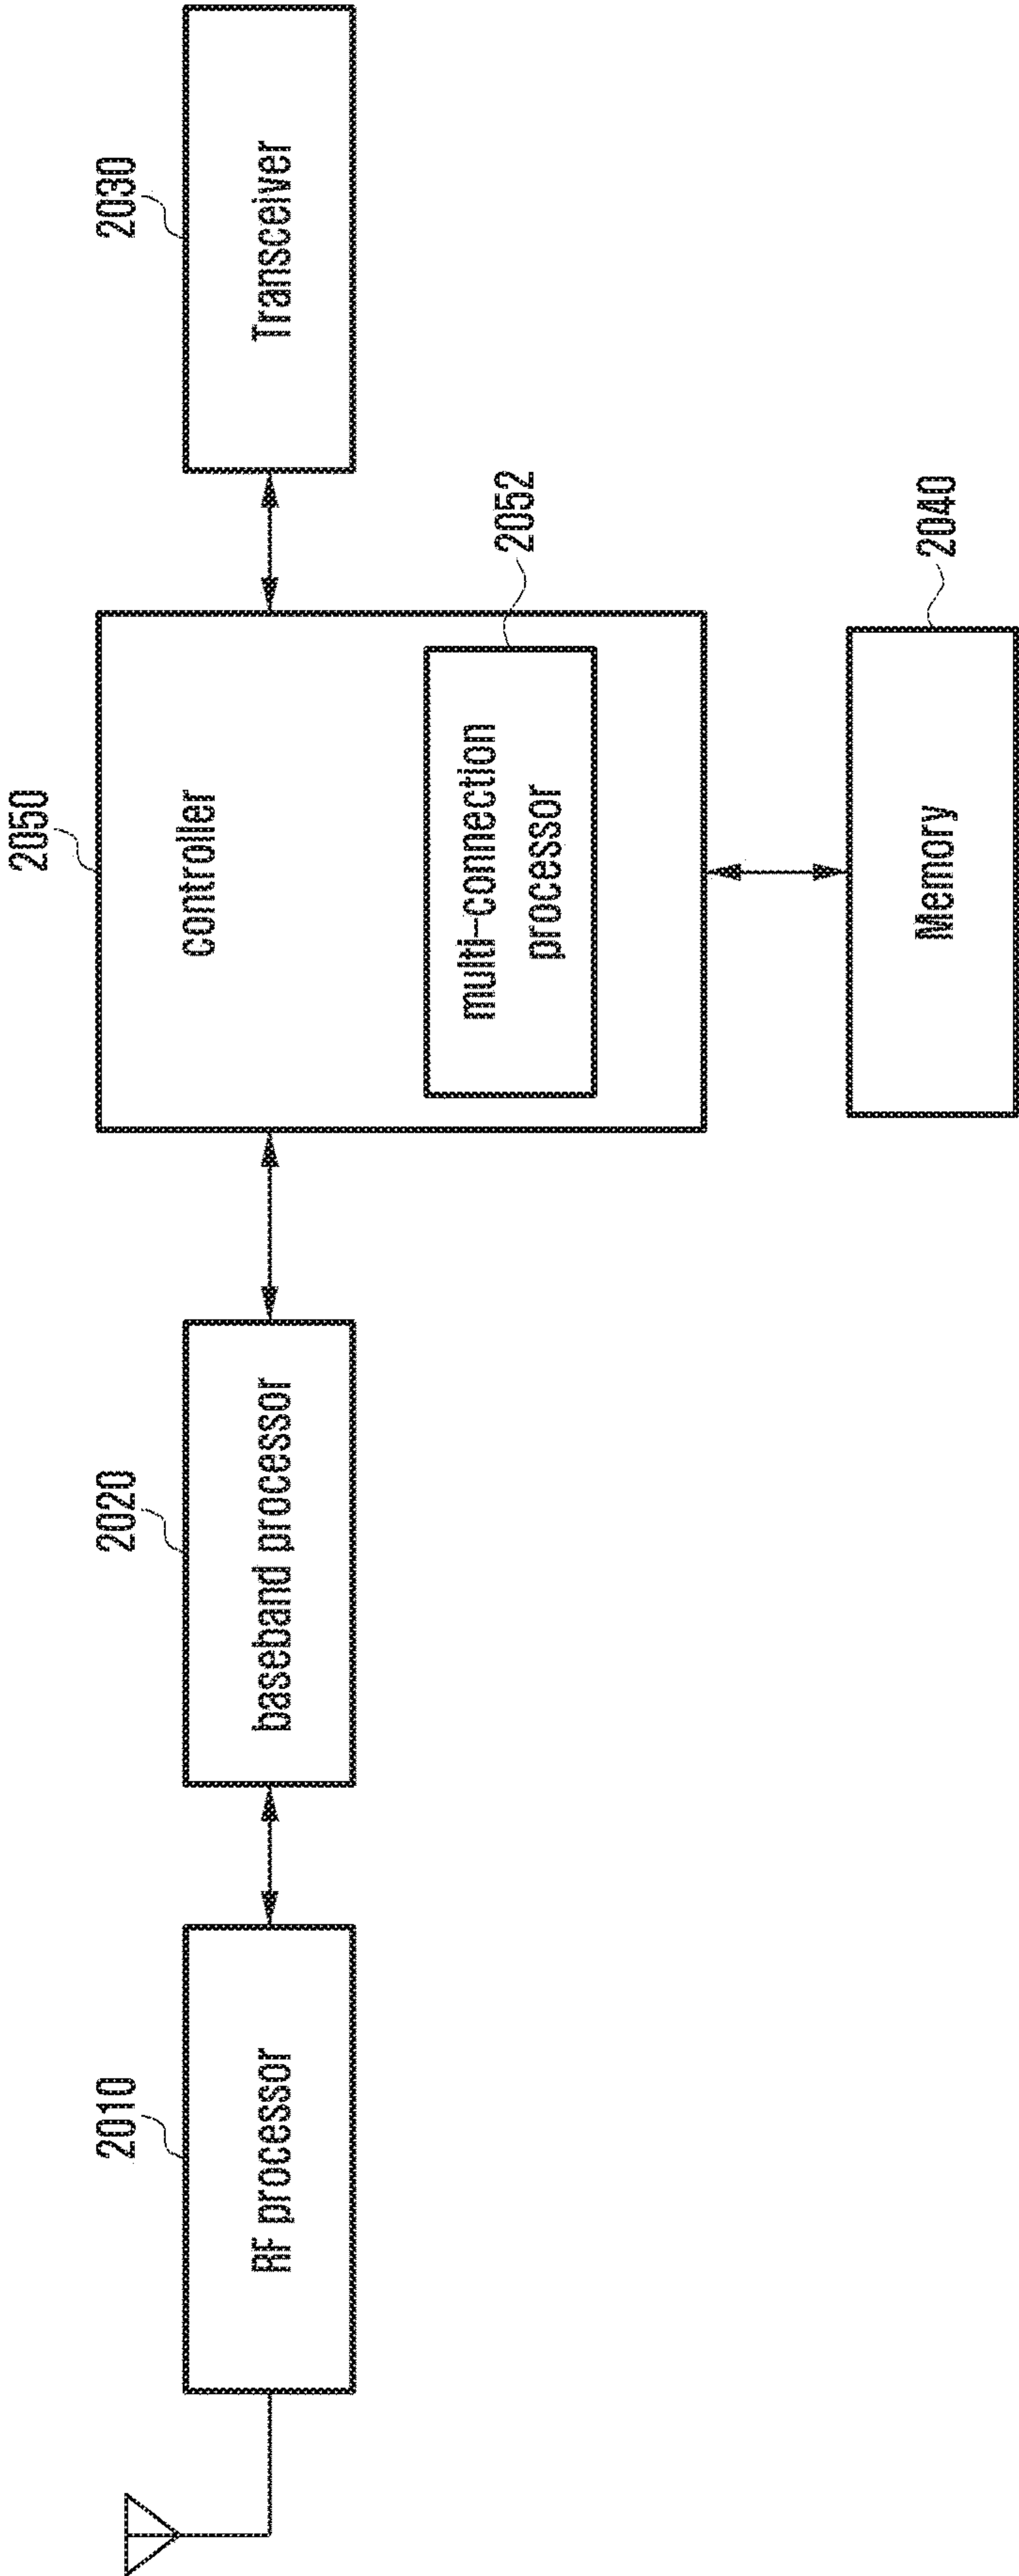 2010
RF processor
2020
baseband processor
2050
controller
2052
multi-connection
processor
2030
Transceiver
2040
Memory